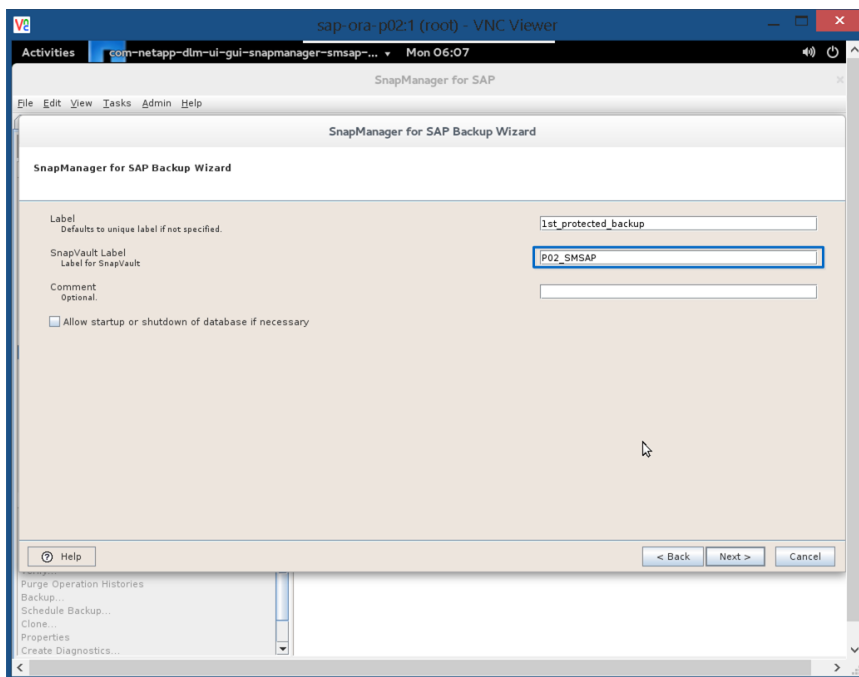 sap-ora-p02:1 (root) - VNC Viewer
Activities com-netapp-dlm-ui-gui-snapmanager-smsap-... Mon 06:07
SnapManager for SAP
File Edit View Tasks Admin Help
SnapManager for SAP Backup Wizard
SnapManager for SAP Backup Wizard
Label
Defaults to unique label if not specified.
1st_protected_backup
SnapVault Label
Label for SnapVault
P02_SMSAP
Comment
Optional.
Allow startup or shutdown of database if necessary
Help < Back Next > Cancel
Purge Operation Histories
Backup...
Schedule Backup...
Clone...
Properties
Create Diagnostics...